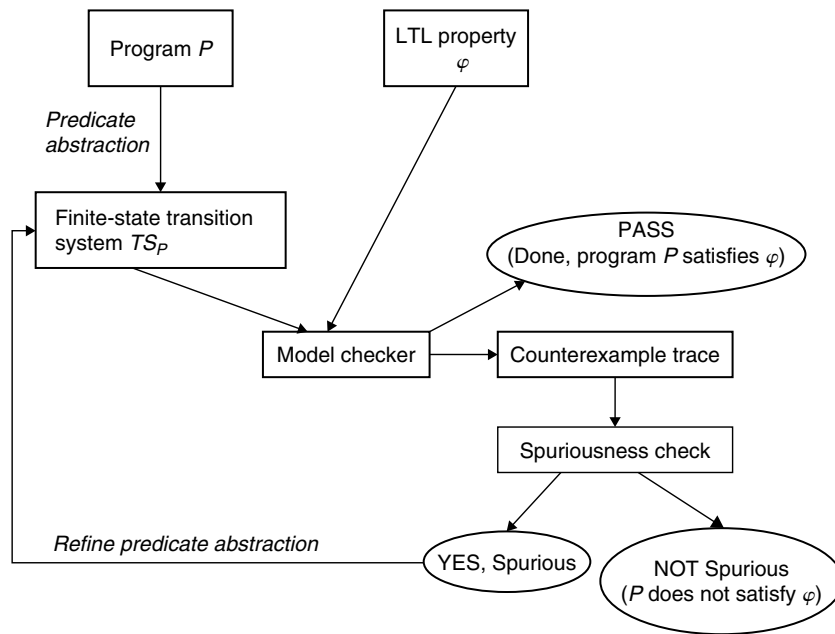 Program P
LTL property
φ
Predicate
abstraction
Finite-state transition
system TS_P
PASS
(Done, program P satisfies φ)
Model checker
Counterexample trace
Spuriousness check
Refine predicate abstraction
YES, Spurious
NOT Spurious
(P does not satisfy φ)